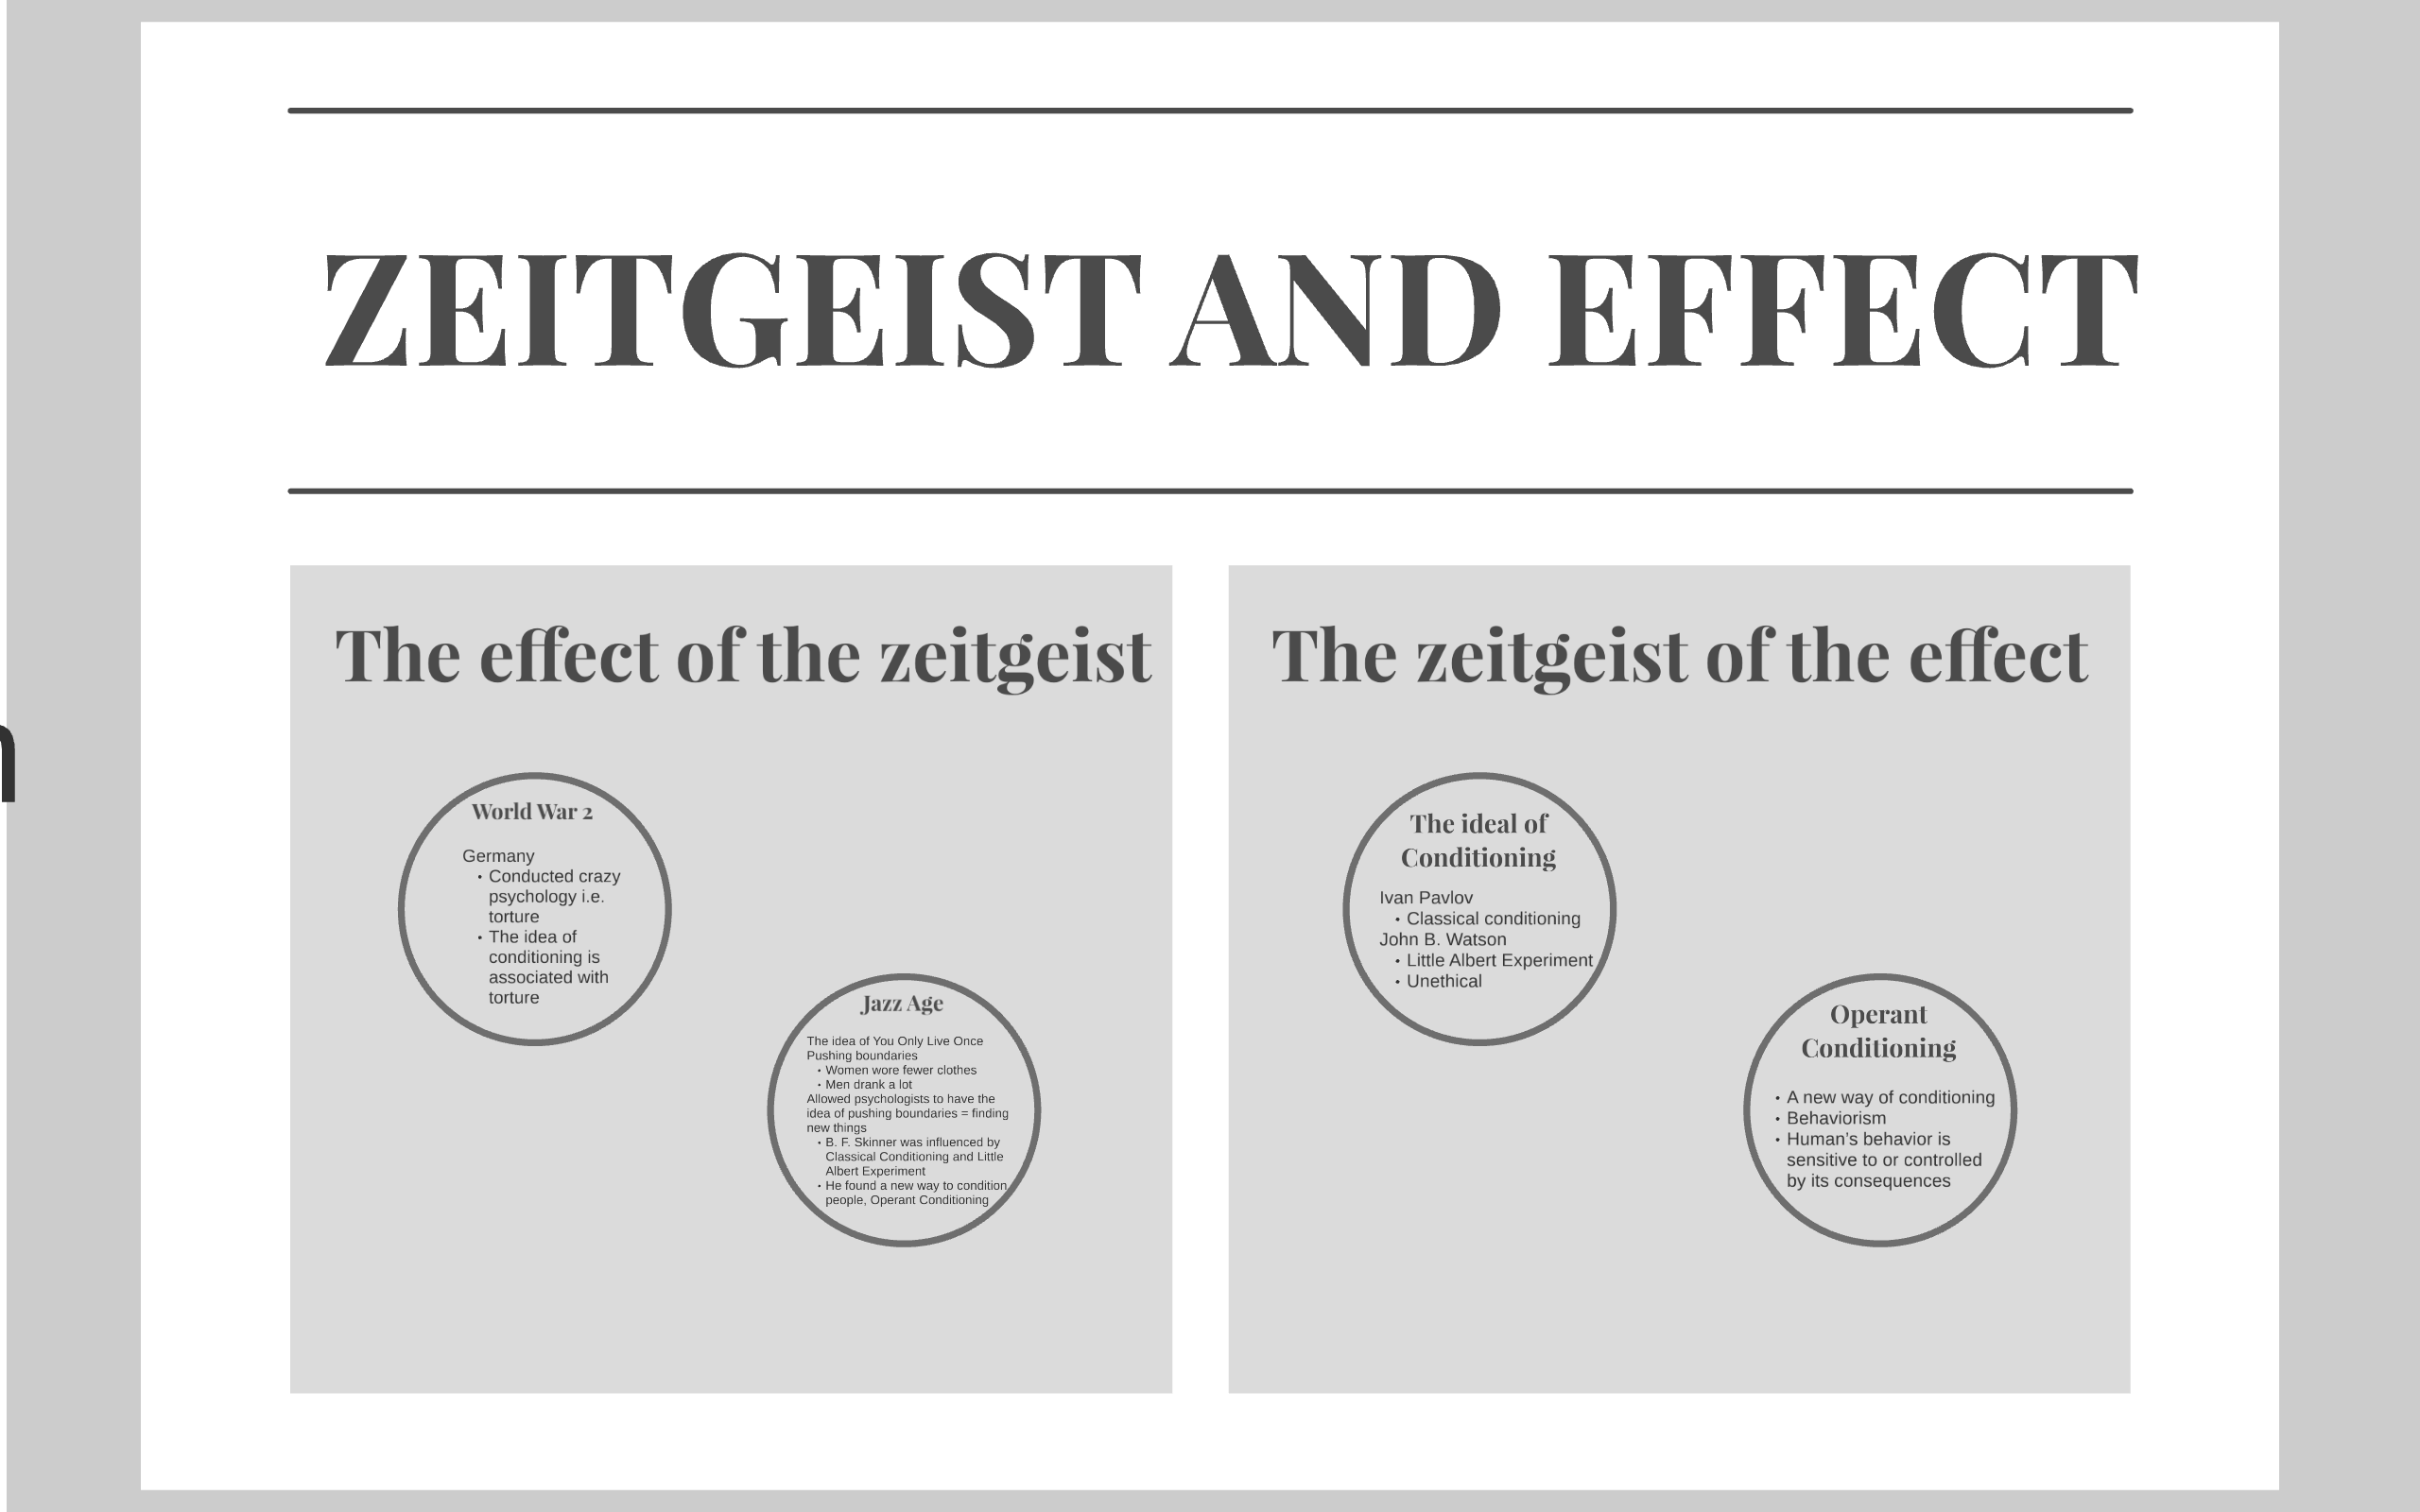 ZEITGEIST AND EFFECT
The effect of the zeitgeist
World War 2
Germany
• Conducted crazy
psychology i.e.
torture
• The idea of
conditioning is
associated with
torture
Jazz Age
The idea of You Only Live Once
Pushing boundaries
• Women wore fewer clothes
• Men drank a lot
Allowed psychologists to have the
idea of pushing boundaries = finding
new things
• B. F. Skinner was influenced by
Classical Conditioning and Little
Albert Experiment
• He found a new way to condition
people, Operant Conditioning
The zeitgeist of the effect
The ideal of
Conditioning
Ivan Pavlov
• Classical conditioning
John B. Watson
• Little Albert Experiment
• Unethical
Operant
Conditioning
• A new way of conditioning
• Behaviorism
• Human's behavior is
sensitive to or controlled
by its consequences